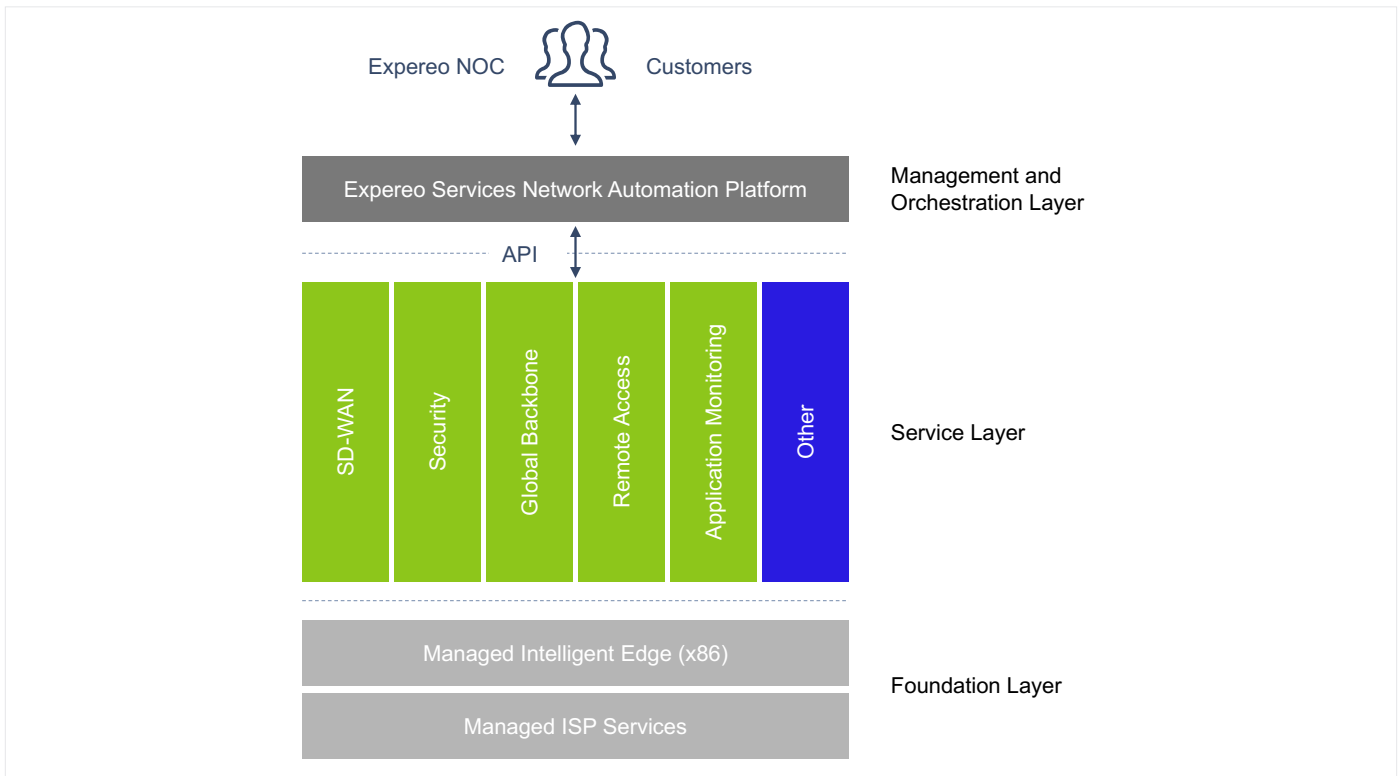 Expereo NOC
Customers
Expereo Services Network Automation Platform
Management and
Orchestration Layer
API
SD-WAN
Security
Global Backbone
Remote Access
Application Monitoring
Other
Service Layer
Managed Intelligent Edge (x86)
Foundation Layer
Managed ISP Services